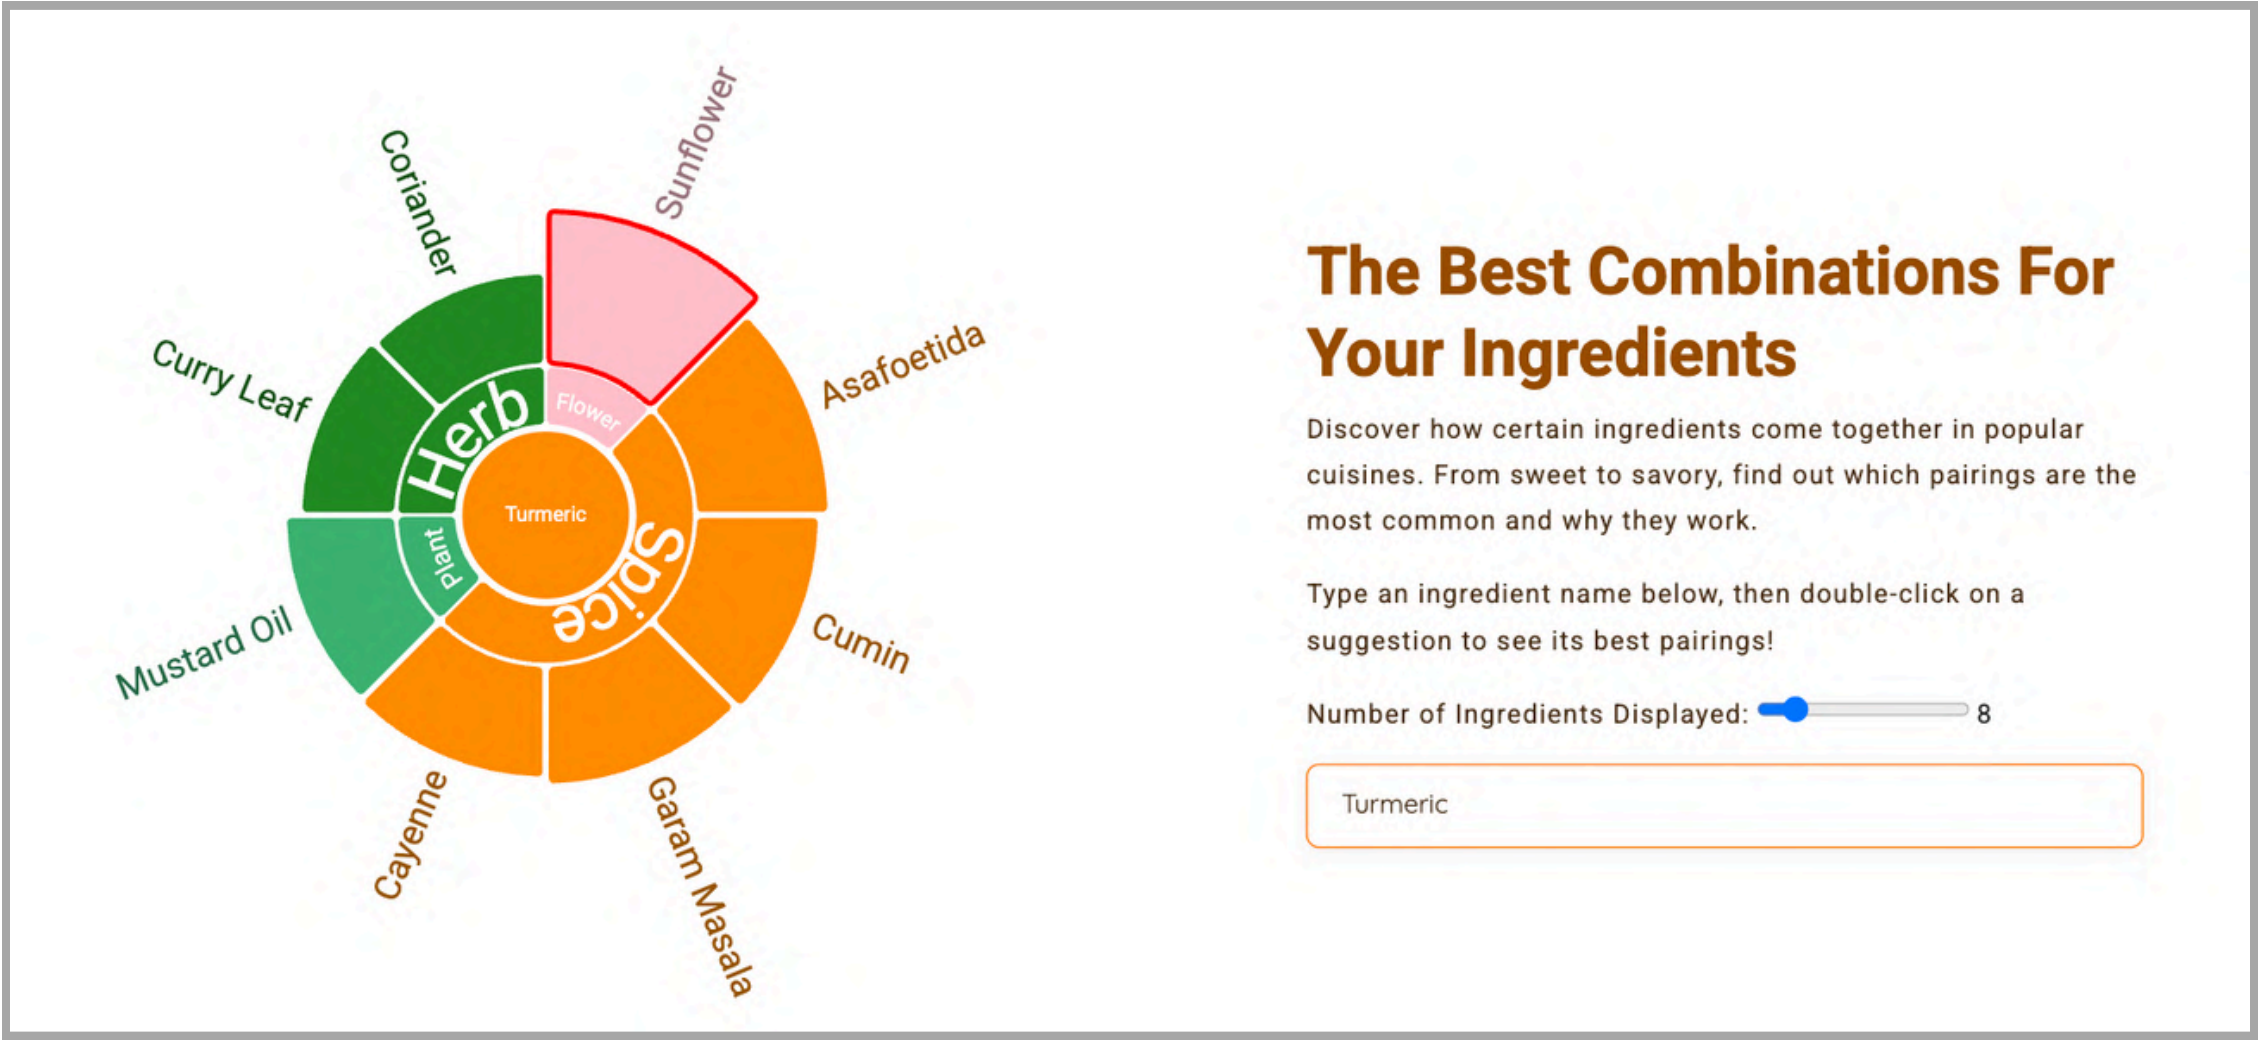 Sunflower
Coriander
Asafoetida
Curry Leaf
Herb
Flower
Turmeric
Plant
Spice
Mustard Oil
Cumin
Cayenne
Garam Masala
The Best Combinations For
Your Ingredients
Discover how certain ingredients come together in popular
cuisines. From sweet to savory, find out which pairings are the
most common and why they work.
Type an ingredient name below, then double-click on a
suggestion to see its best pairings!
Number of Ingredients Displayed: 8
Turmeric